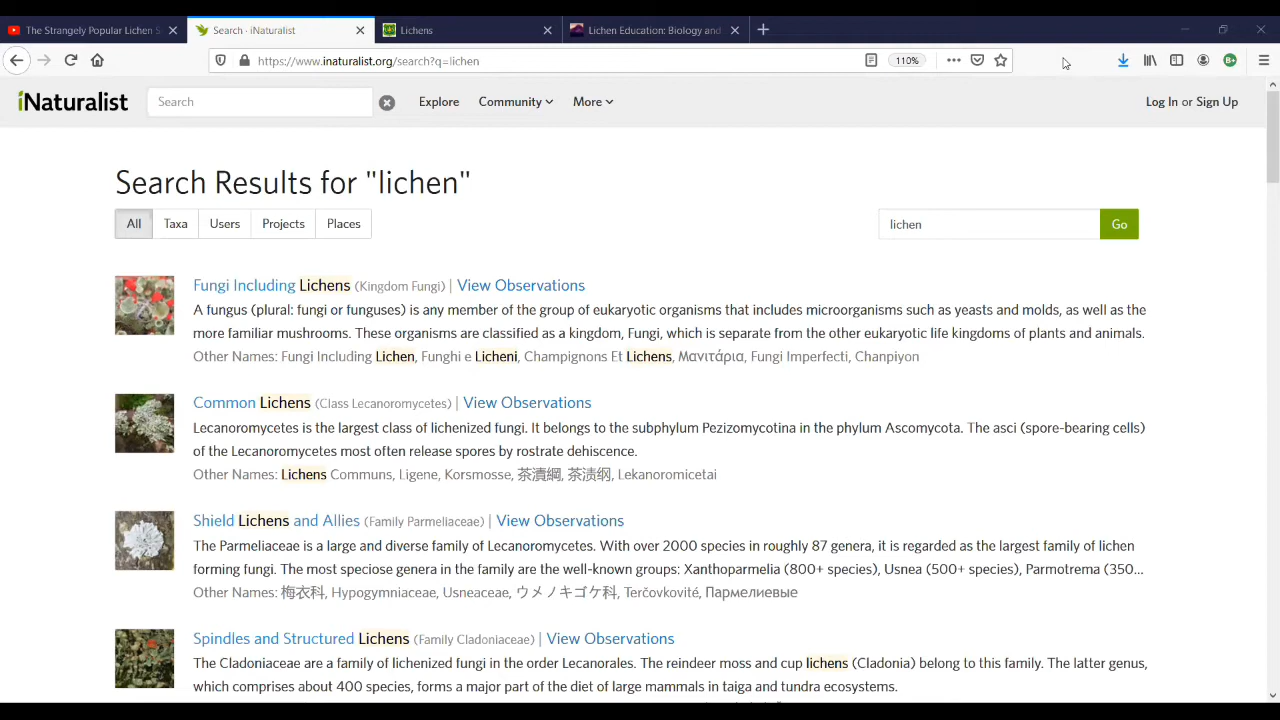 The Strangely Popular Lichen S
Search · iNaturalist
Lichens
Lichen Education: Biology and
https://www.inaturalist.org/search?q=lichen
110%
B+
iNaturalist
Search
Explore
Community
More
Log In or Sign Up
Search Results for "lichen"
All
Taxa
Users
Projects
Places
lichen
Go
Fungi Including Lichens (Kingdom Fungi) | View Observations
A fungus (plural: fungi or funguses) is any member of the group of eukaryotic organisms that includes microorganisms such as yeasts and molds, as well as the
more familiar mushrooms. These organisms are classified as a kingdom, Fungi, which is separate from the other eukaryotic life kingdoms of plants and animals.
Other Names: Fungi Including Lichen, Funghi e Licheni, Champignons Et Lichens, Μανιτάρια, Fungi Imperfecti, Chanpiyon
Common Lichens (Class Lecanoromycetes) | View Observations
Lecanoromycetes is the largest class of lichenized fungi. It belongs to the subphylum Pezizomycotina in the phylum Ascomycota. The asci (spore-bearing cells)
of the Lecanoromycetes most often release spores by rostrate dehiscence.
Other Names: Lichens Communs, Ligene, Korsmosse, 茶漬綱, 茶渍纲, Lekanoromicetai
Shield Lichens and Allies (Family Parmeliaceae) | View Observations
The Parmeliaceae is a large and diverse family of Lecanoromycetes. With over 2000 species in roughly 87 genera, it is regarded as the largest family of lichen
forming fungi. The most speciose genera in the family are the well-known groups: Xanthoparmelia (800+ species), Usnea (500+ species), Parmotrema (350...
Other Names: 梅衣科, Hypogymniaceae, Usneaceae, ウメノキゴケ科, Terčovkovité, Пармелиевые
Spindles and Structured Lichens (Family Cladoniaceae) | View Observations
The Cladoniaceae are a family of lichenized fungi in the order Lecanorales. The reindeer moss and cup lichens (Cladonia) belong to this family. The latter genus,
which comprises about 400 species, forms a major part of the diet of large mammals in taiga and tundra ecosystems.